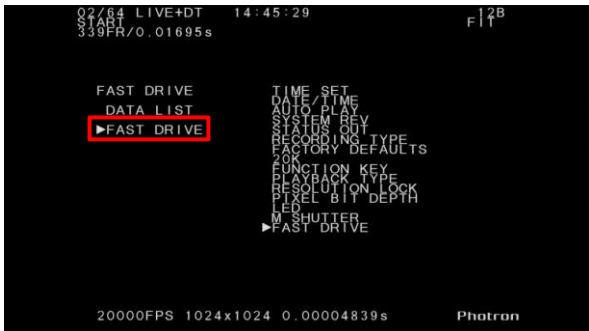 02/64 LIVE+DT 14:45:29 12B
START FIT
339FR/0.01695s
FAST DRIVE
DATA LIST
▶FAST DRIVE
TIME SET
DATE/TIME
AUTO PLAY
SYSTEM REV
STATUS OUT
RECORDING TYPE
FACTORY DEFAULTS
20K
FUNCTION KEY
PLAYBACK TYPE
RESOLUTION LOCK
PIXEL BIT DEPTH
LED
M SHUTTER
▶FAST DRIVE
20000FPS 1024x1024 0.00004839s Photron